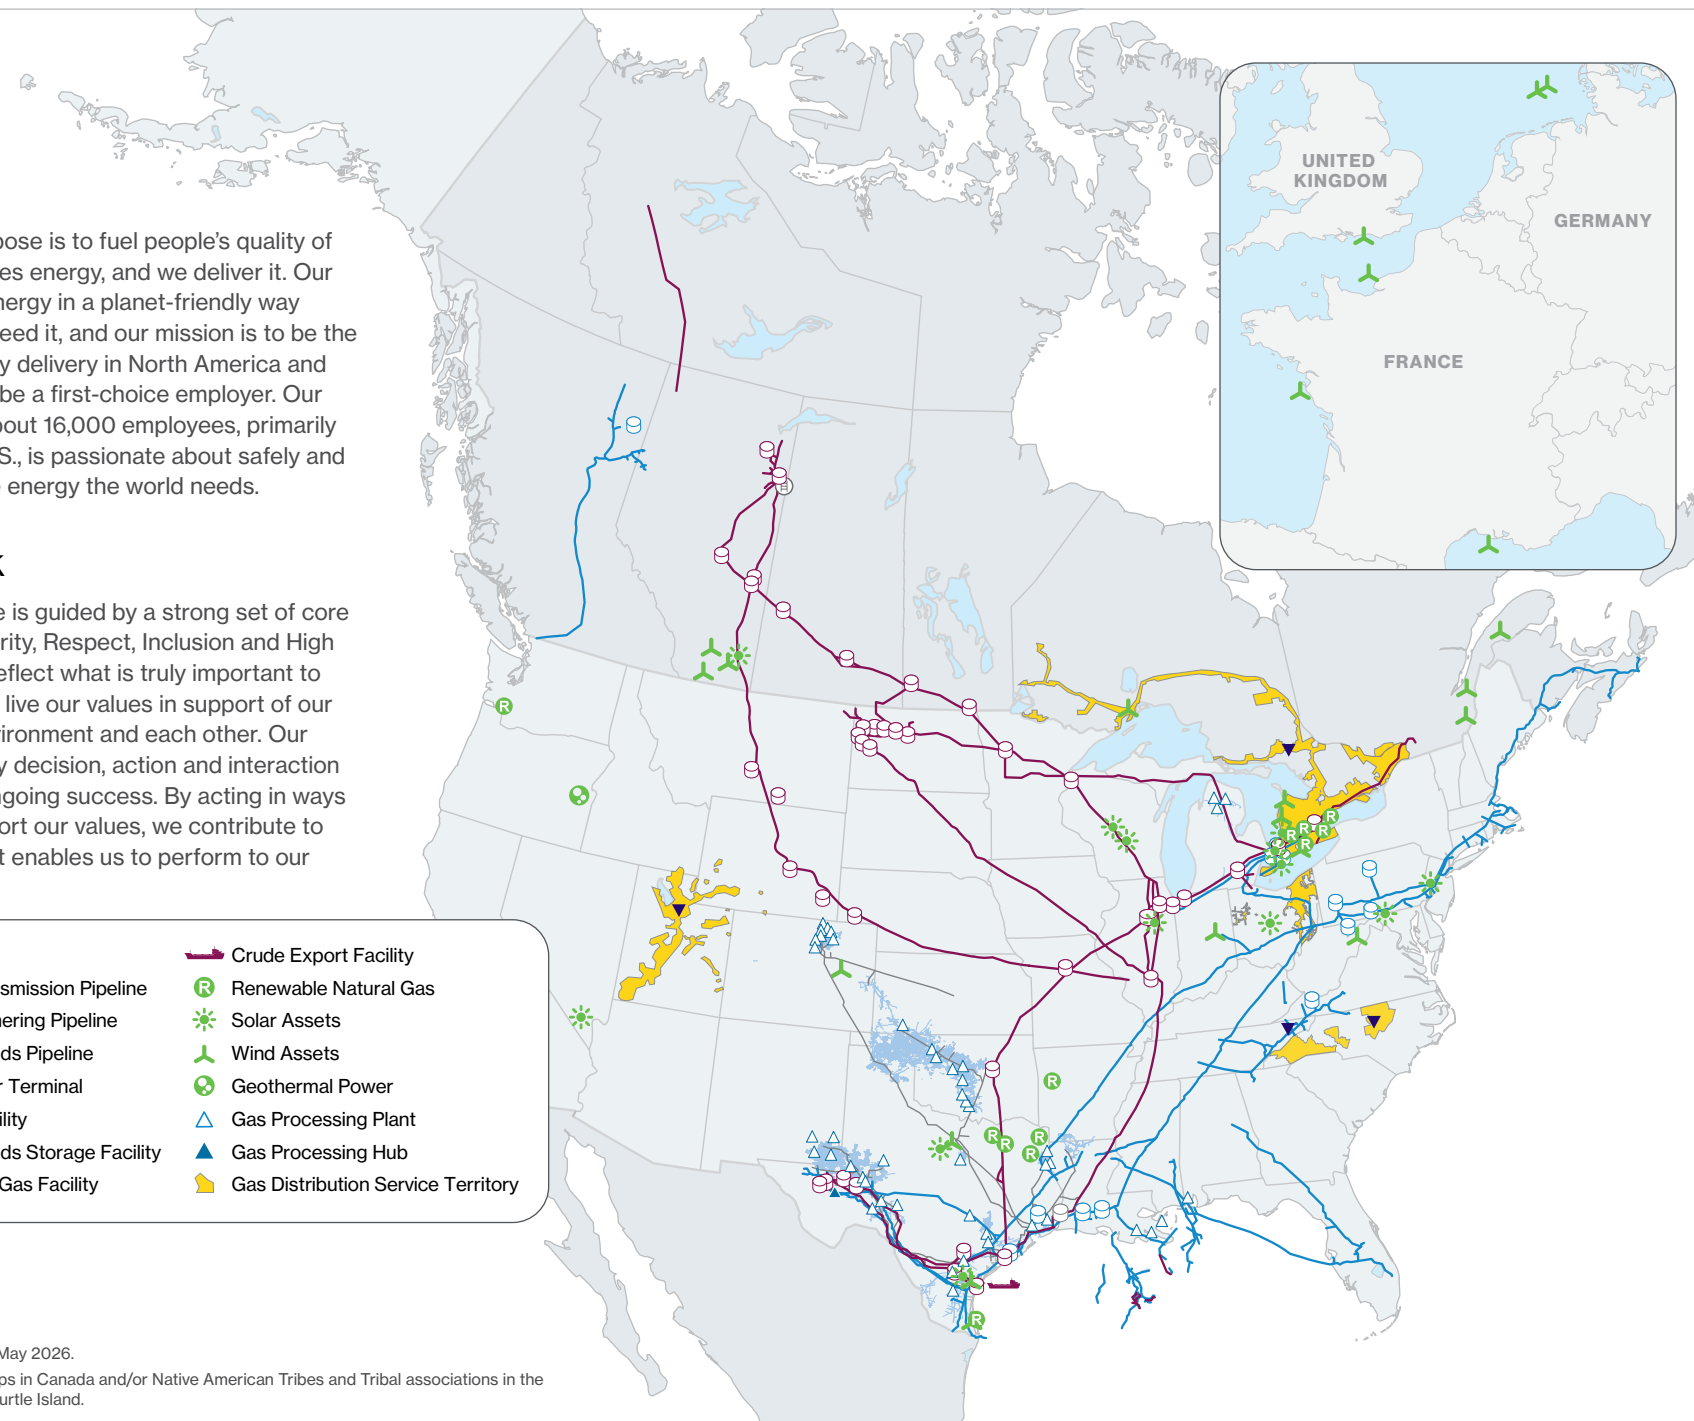 pose is to fuel people's quality of
es energy, and we deliver it. Our
nergy in a planet-friendly way
eed it, and our mission is to be the
y delivery in North America and
be a first-choice employer. Our
bout 16,000 employees, primarily
S., is passionate about safely and
e energy the world needs.
e is guided by a strong set of core
rity, Respect, Inclusion and High
eflect what is truly important to
live our values in support of our
vironment and each other. Our
y decision, action and interaction
ngoing success. By acting in ways
ort our values, we contribute to
t enables us to perform to our
smission Pipeline
nering Pipeline
ds Pipeline
r Terminal
ility
ds Storage Facility
Gas Facility
Crude Export Facility
R Renewable Natural Gas
Solar Assets
Wind Assets
Geothermal Power
Gas Processing Plant
Gas Processing Hub
Gas Distribution Service Territory
May 2026.
ps in Canada and/or Native American Tribes and Tribal associations in the
urtle Island.
UNITED
KINGDOM
GERMANY
FRANCE
R
R
R
R
R
R
R
R
R
R
R
R